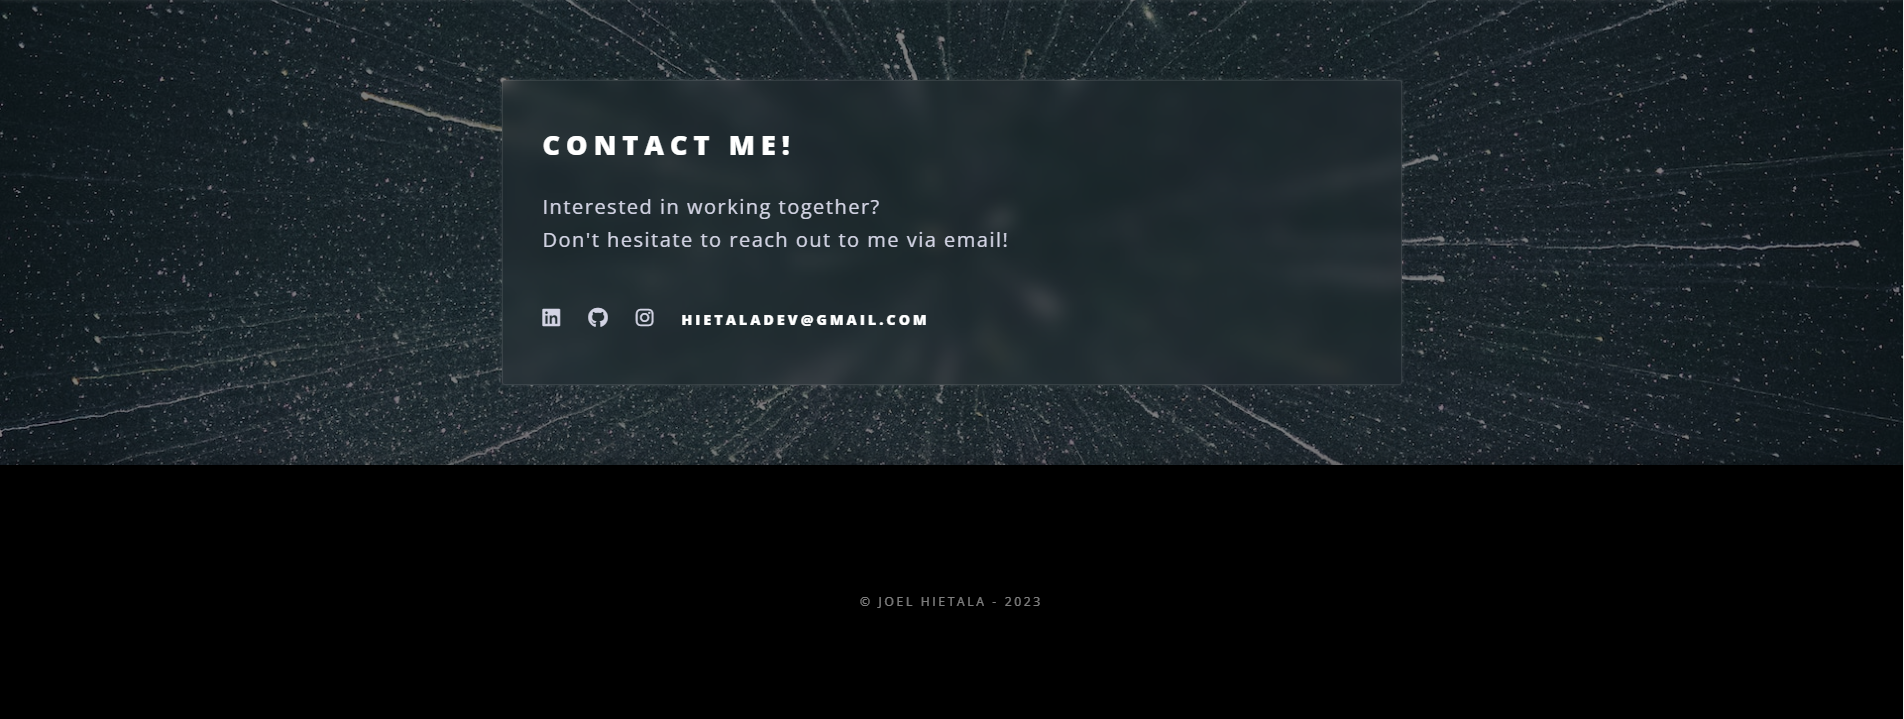 CONTACT ME!
Interested in working together?
Don't hesitate to reach out to me via email!
HIETALADEV@GMAIL.COM
© JOEL HIETALA - 2023